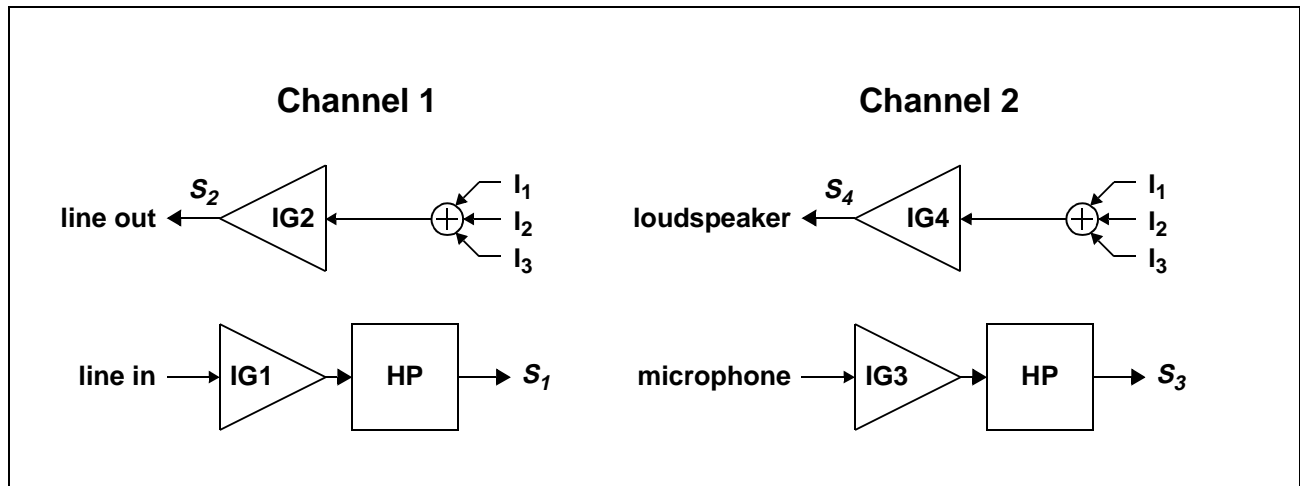 Channel 1
Channel 2
S2
line out
IG2
I1
I2
I3
S4
loudspeaker
IG4
I1
I2
I3
line in
IG1
HP
S1
microphone
IG3
HP
S3